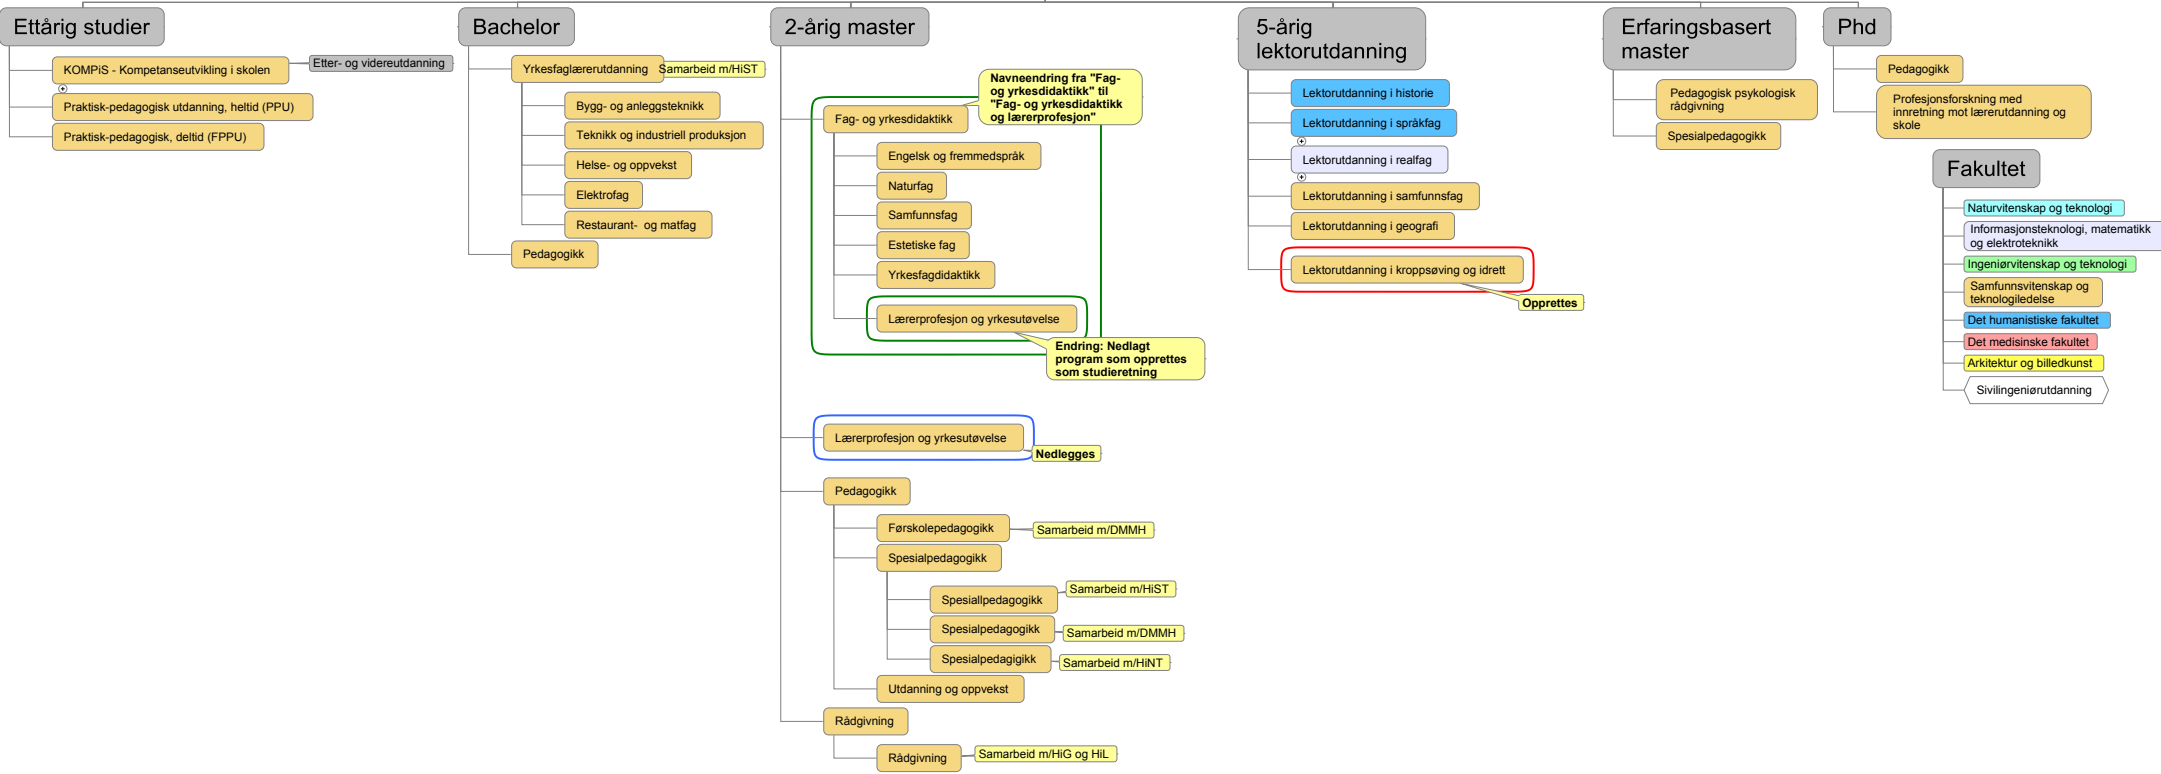 Ettårig studier
KOMPiS - Kompetanseutvikling i skolen
Etter- og videreutdanning
Praktisk-pedagogisk utdanning, heltid (PPU)
Praktisk-pedagogisk, deltid (FPPU)
Bachelor
Yrkesfaglærerutdanning
Samarbeid m/HiST
Bygg- og anleggsteknikk
Teknikk og industriell produksjon
Helse- og oppvekst
Elektrofag
Restaurant- og matfag
Pedagogikk
2-årig master
Navneendring fra "Fag-
og yrkesdidaktikk" til
"Fag- og yrkesdidaktikk
og lærerprofesjon"
Fag- og yrkesdidaktikk
Engelsk og fremmedspråk
Naturfag
Samfunnsfag
Estetiske fag
Yrkesfagdidaktikk
Lærerprofesjon og yrkesutøvelse
Endring: Nedlagt
program som opprettes
som studieretning
Lærerprofesjon og yrkesutøvelse
Nedlegges
Pedagogikk
Førskolepedagogikk
Samarbeid m/DMMH
Spesialpedagogikk
Spesiallpedagogikk
Samarbeid m/HiST
Spesialpedagogikk
Samarbeid m/DMMH
Spesialpedagigikk
Samarbeid m/HiNT
Utdanning og oppvekst
Rådgivning
Rådgivning
Samarbeid m/HiG og HiL
5-årig
lektorutdanning
Lektorutdanning i historie
Lektorutdanning i språkfag
Lektorutdanning i realfag
Lektorutdanning i samfunnsfag
Lektorutdanning i geografi
Lektorutdanning i kroppsøving og idrett
Opprettes
Erfaringsbasert
master
Pedagogisk psykologisk
rådgivning
Spesialpedagogikk
Phd
Pedagogikk
Profesjonsforskning med
innretning mot lærerutdanning og
skole
Fakultet
Naturvitenskap og teknologi
Informasjonsteknologi, matematikk
og elektroteknikk
Ingeniørvitenskap og teknologi
Samfunnsvitenskap og
teknologiledelse
Det humanistiske fakultet
Det medisinske fakultet
Arkitektur og billedkunst
Sivilingeniørutdanning